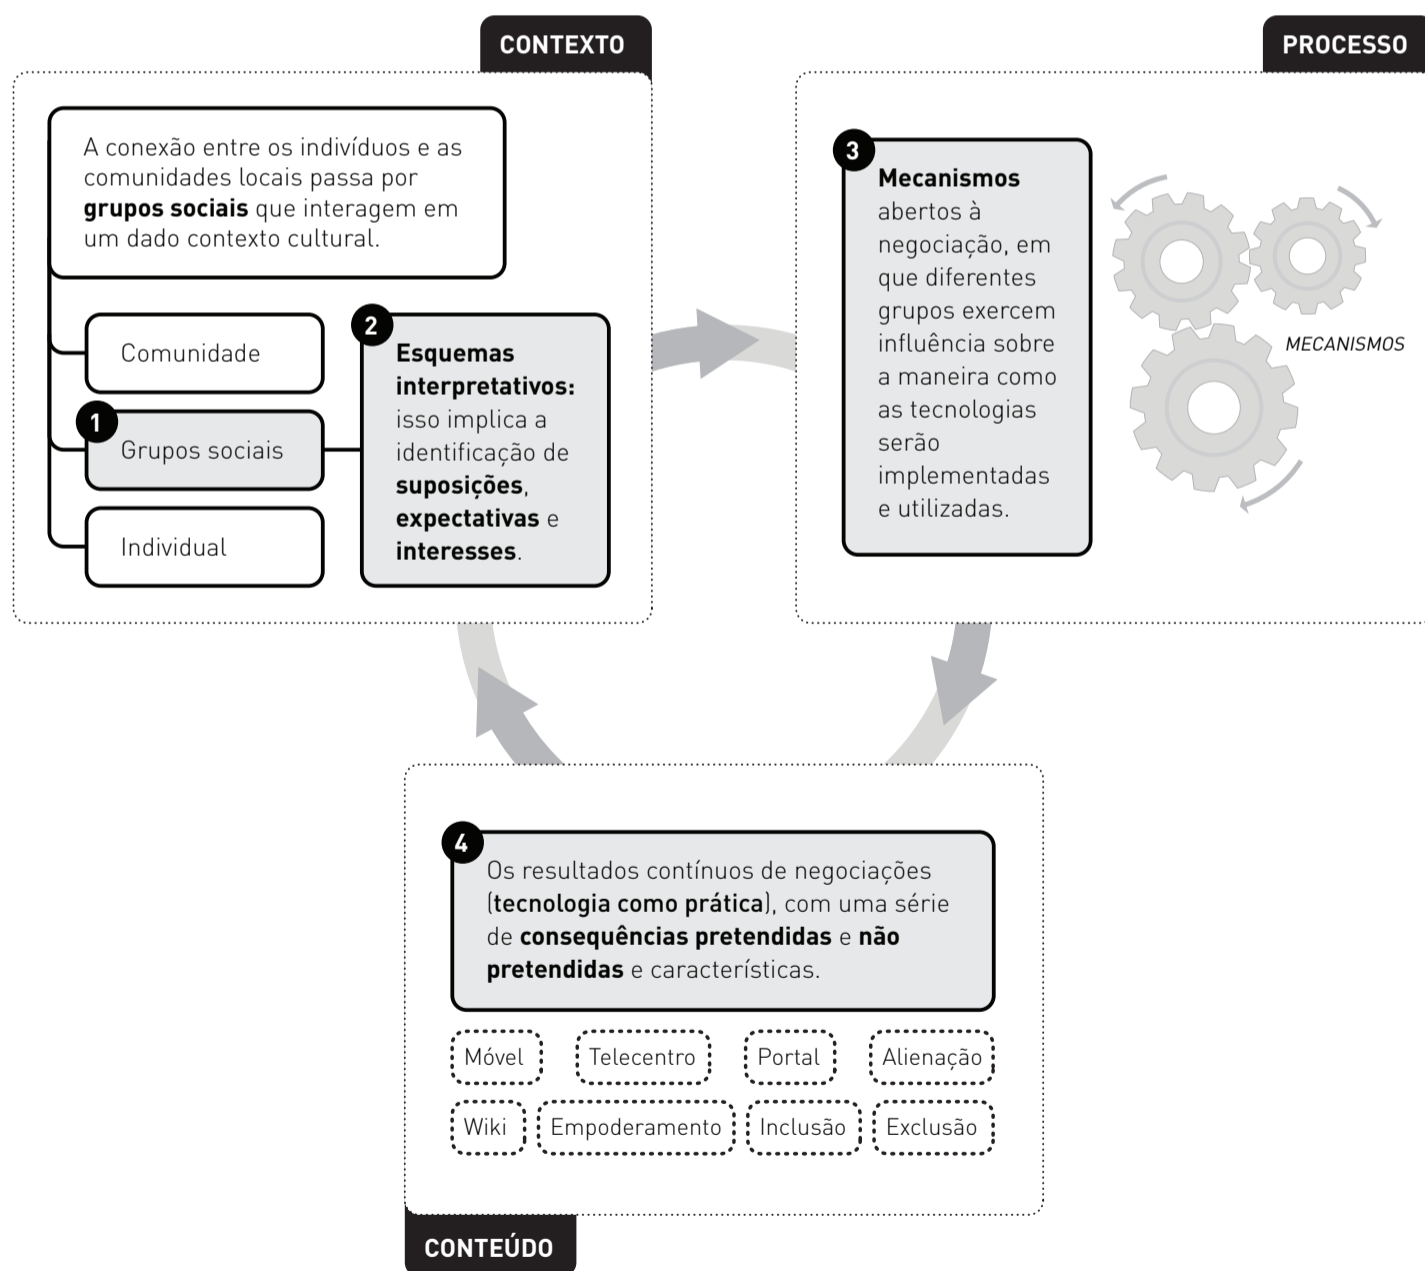 CONTEXTO
A conexão entre os indivíduos e as
comunidades locais passa por
grupos sociais que interagem em
um dado contexto cultural.
Comunidade
1
Grupos sociais
Individual
2
Esquemas
interpretativos:
isso implica a
identificação de
suposições,
expectativas e
interesses.
PROCESSO
3
Mecanismos
abertos à
negociação, em
que diferentes
grupos exercem
influência sobre
a maneira como
as tecnologias
serão
implementadas
e utilizadas.
MECANISMOS
4
Os resultados contínuos de negociações
(tecnologia como prática), com uma série
de consequências pretendidas e não
pretendidas e características.
Móvel Telecentro Portal Alienação
Wiki Empoderamento Inclusão Exclusão
CONTEÚDO